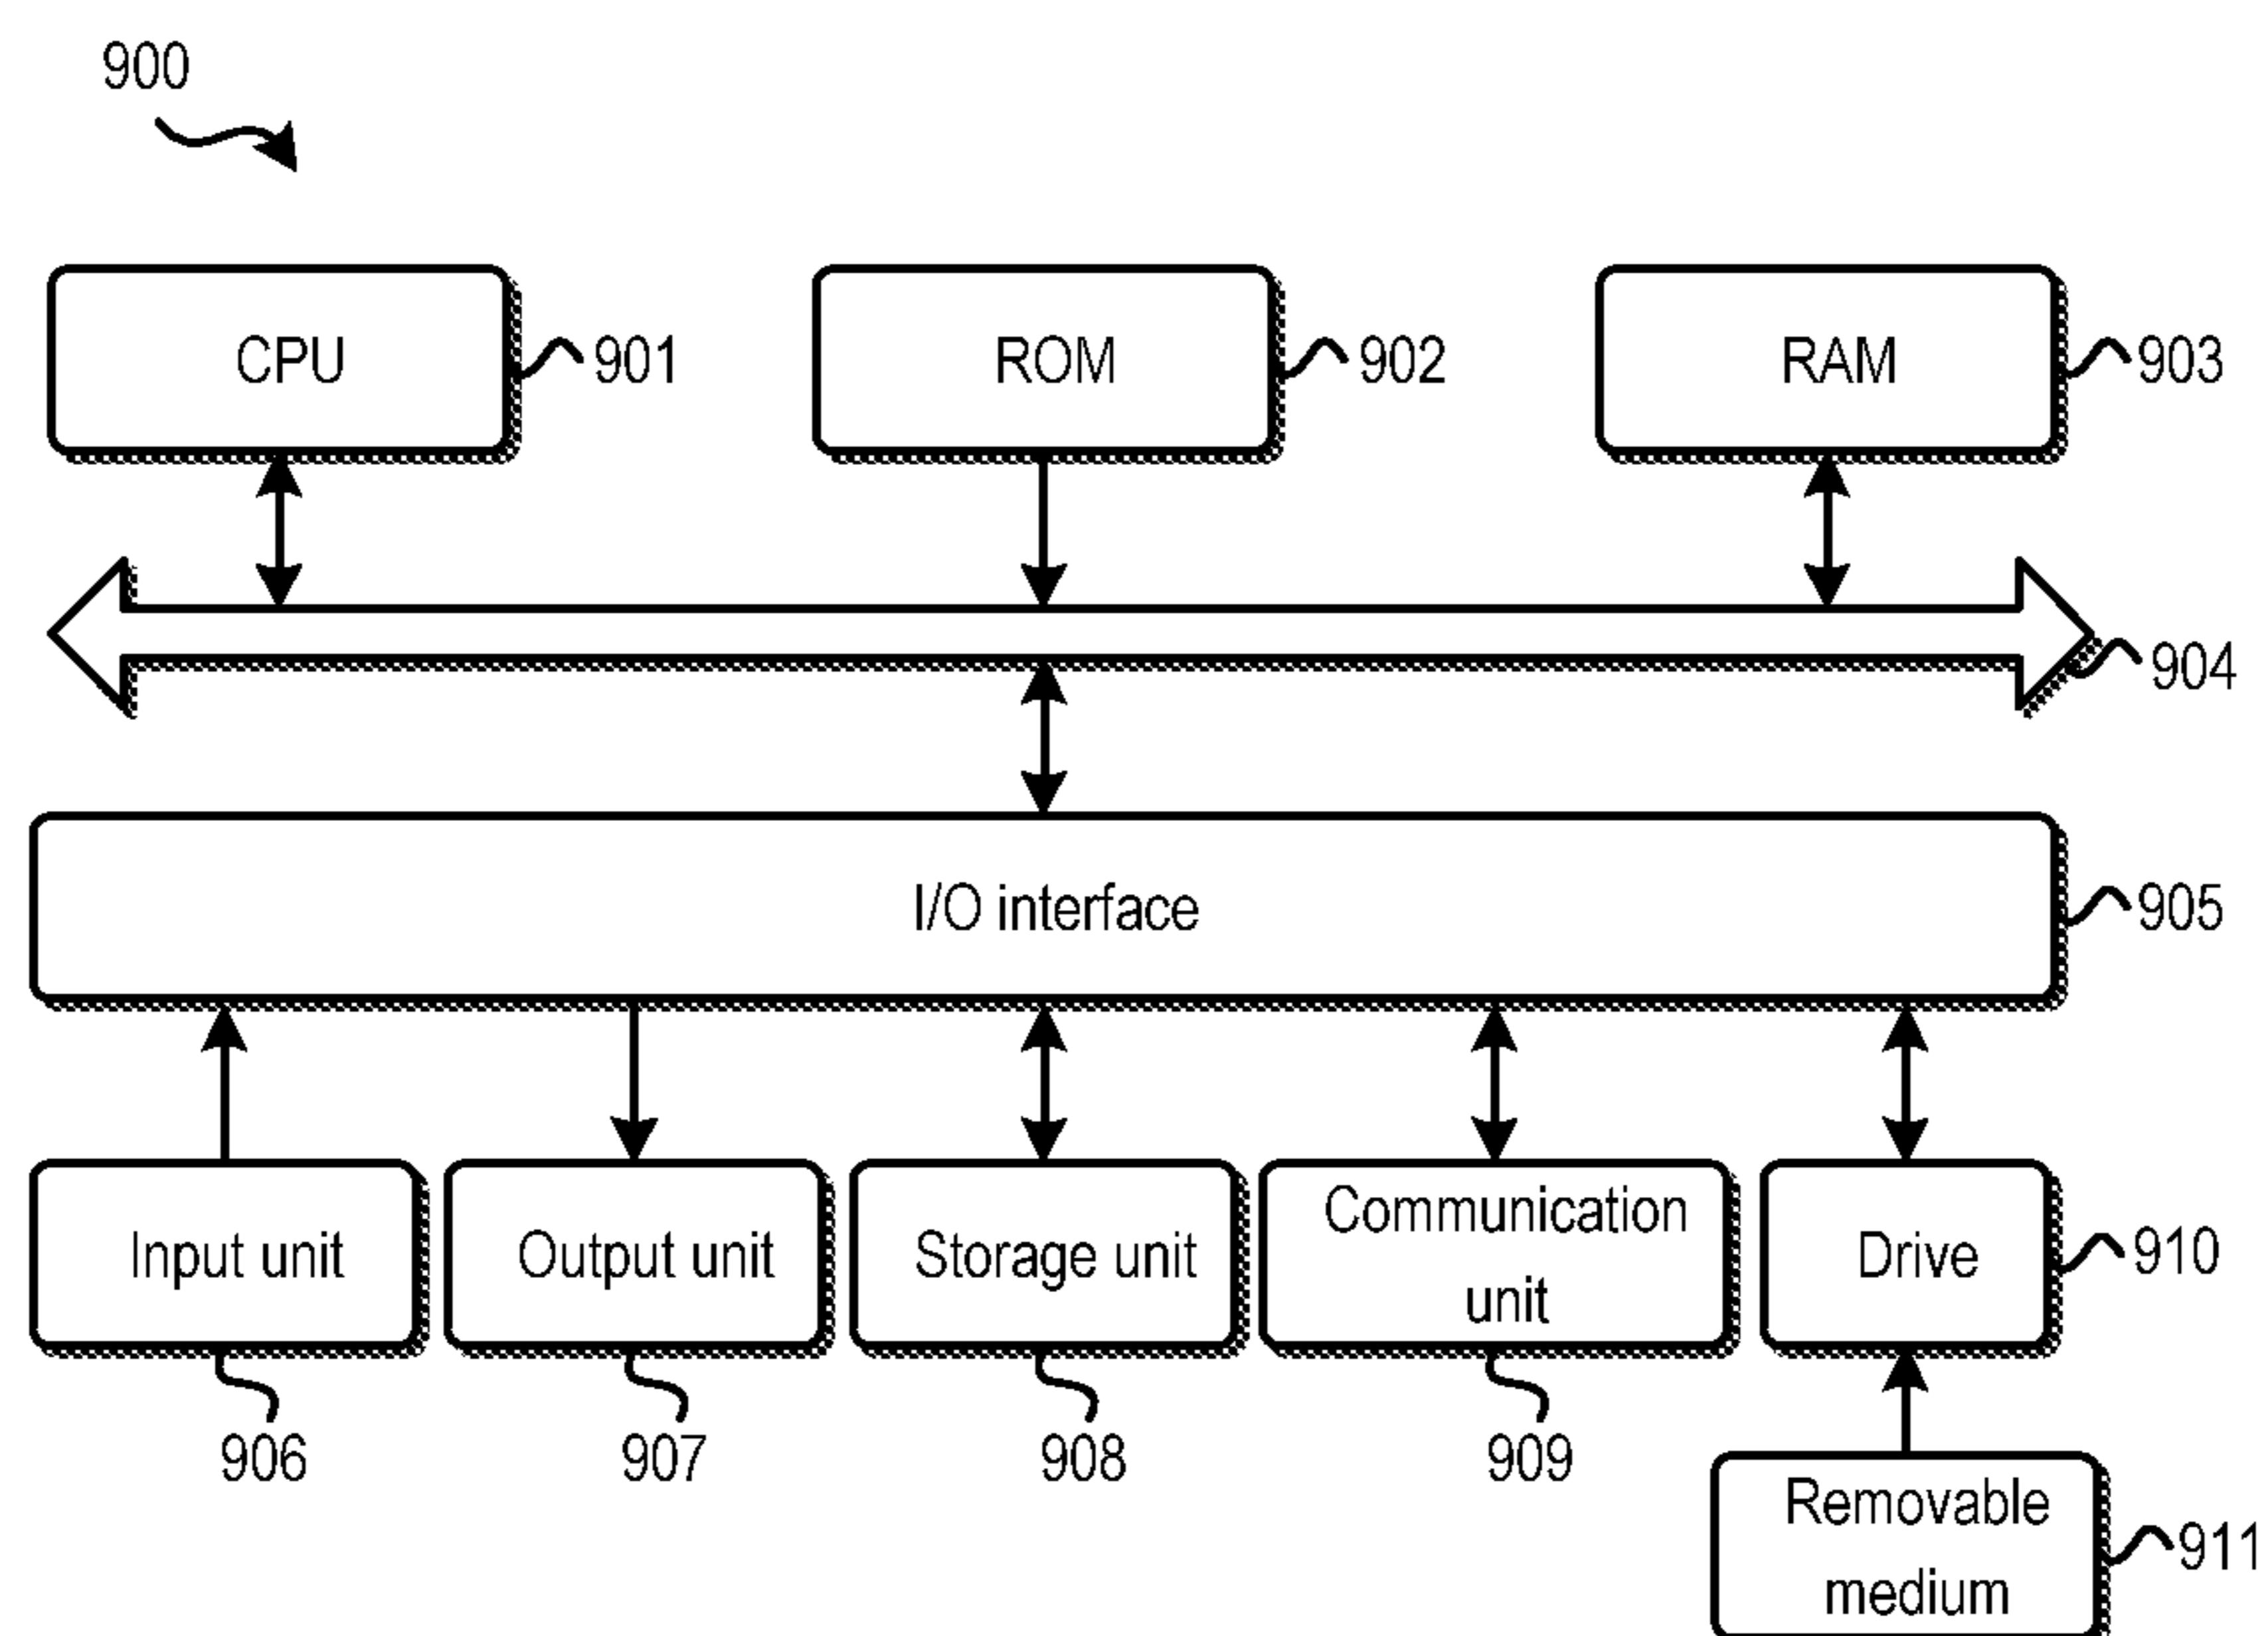 900
CPU
901
ROM
902
RAM
903
904
I/O interface
905
Input unit
Output unit
Storage unit
Communication
unit
Drive
910
906
907
908
909
Removable
medium
911